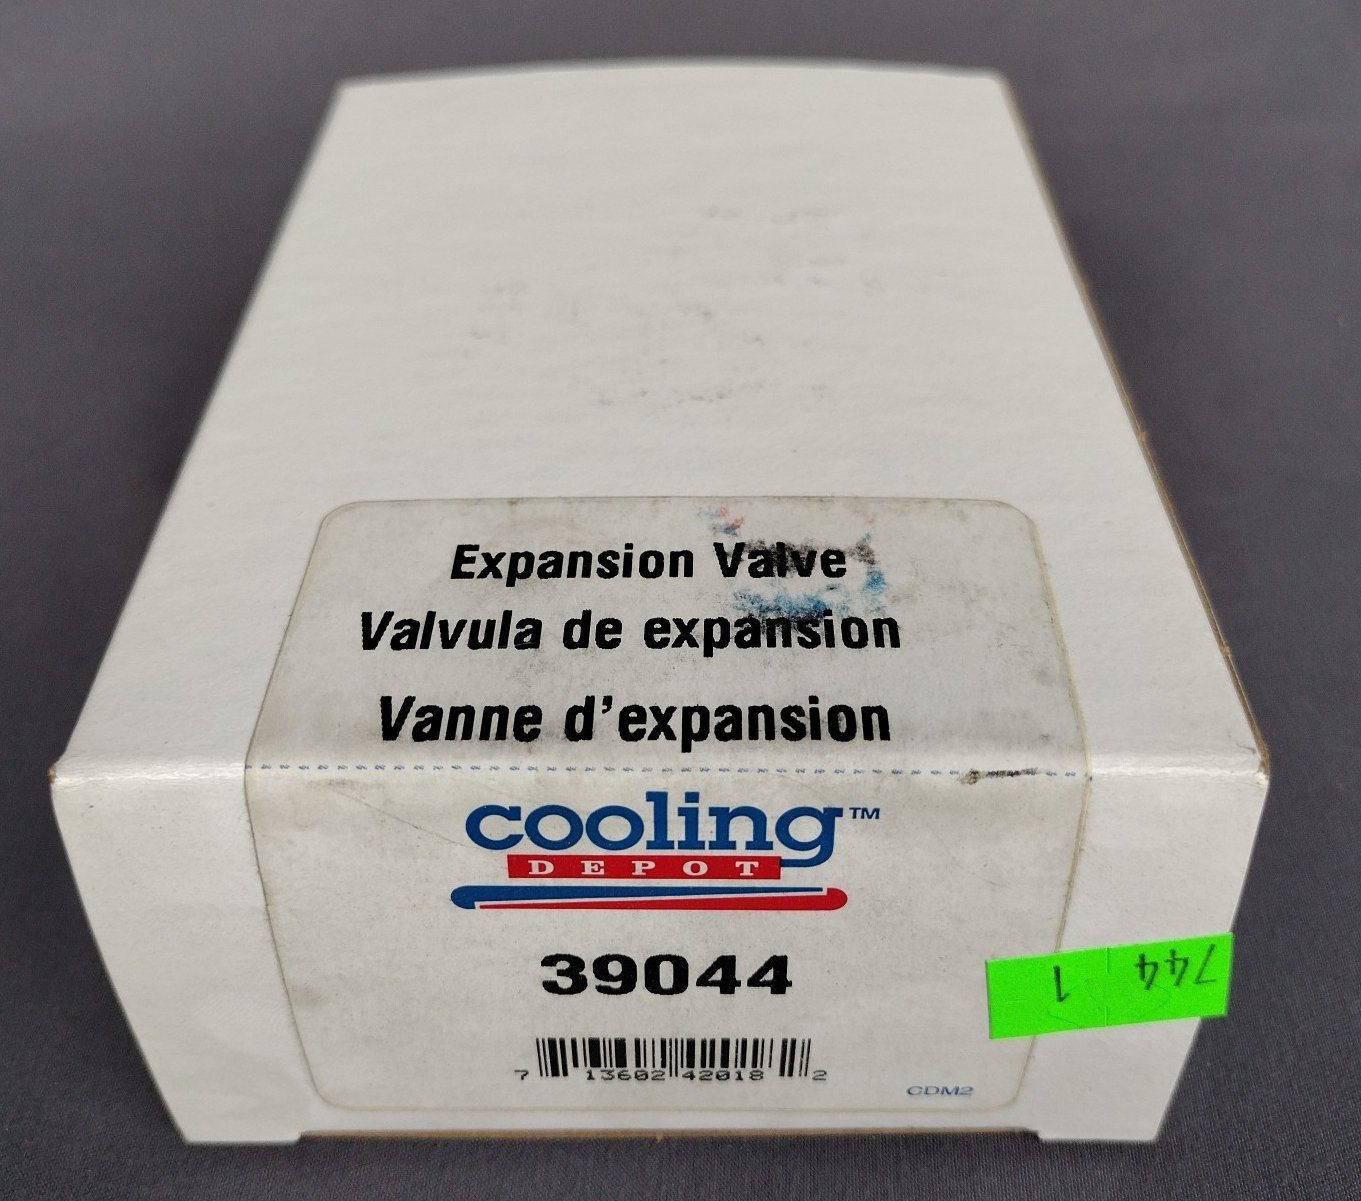 Expansion Valve
Valvula de expansion
Vanne d'expansion
cooling™
DEPOT
39044
744 1
7 13602 42018 2
CDM2